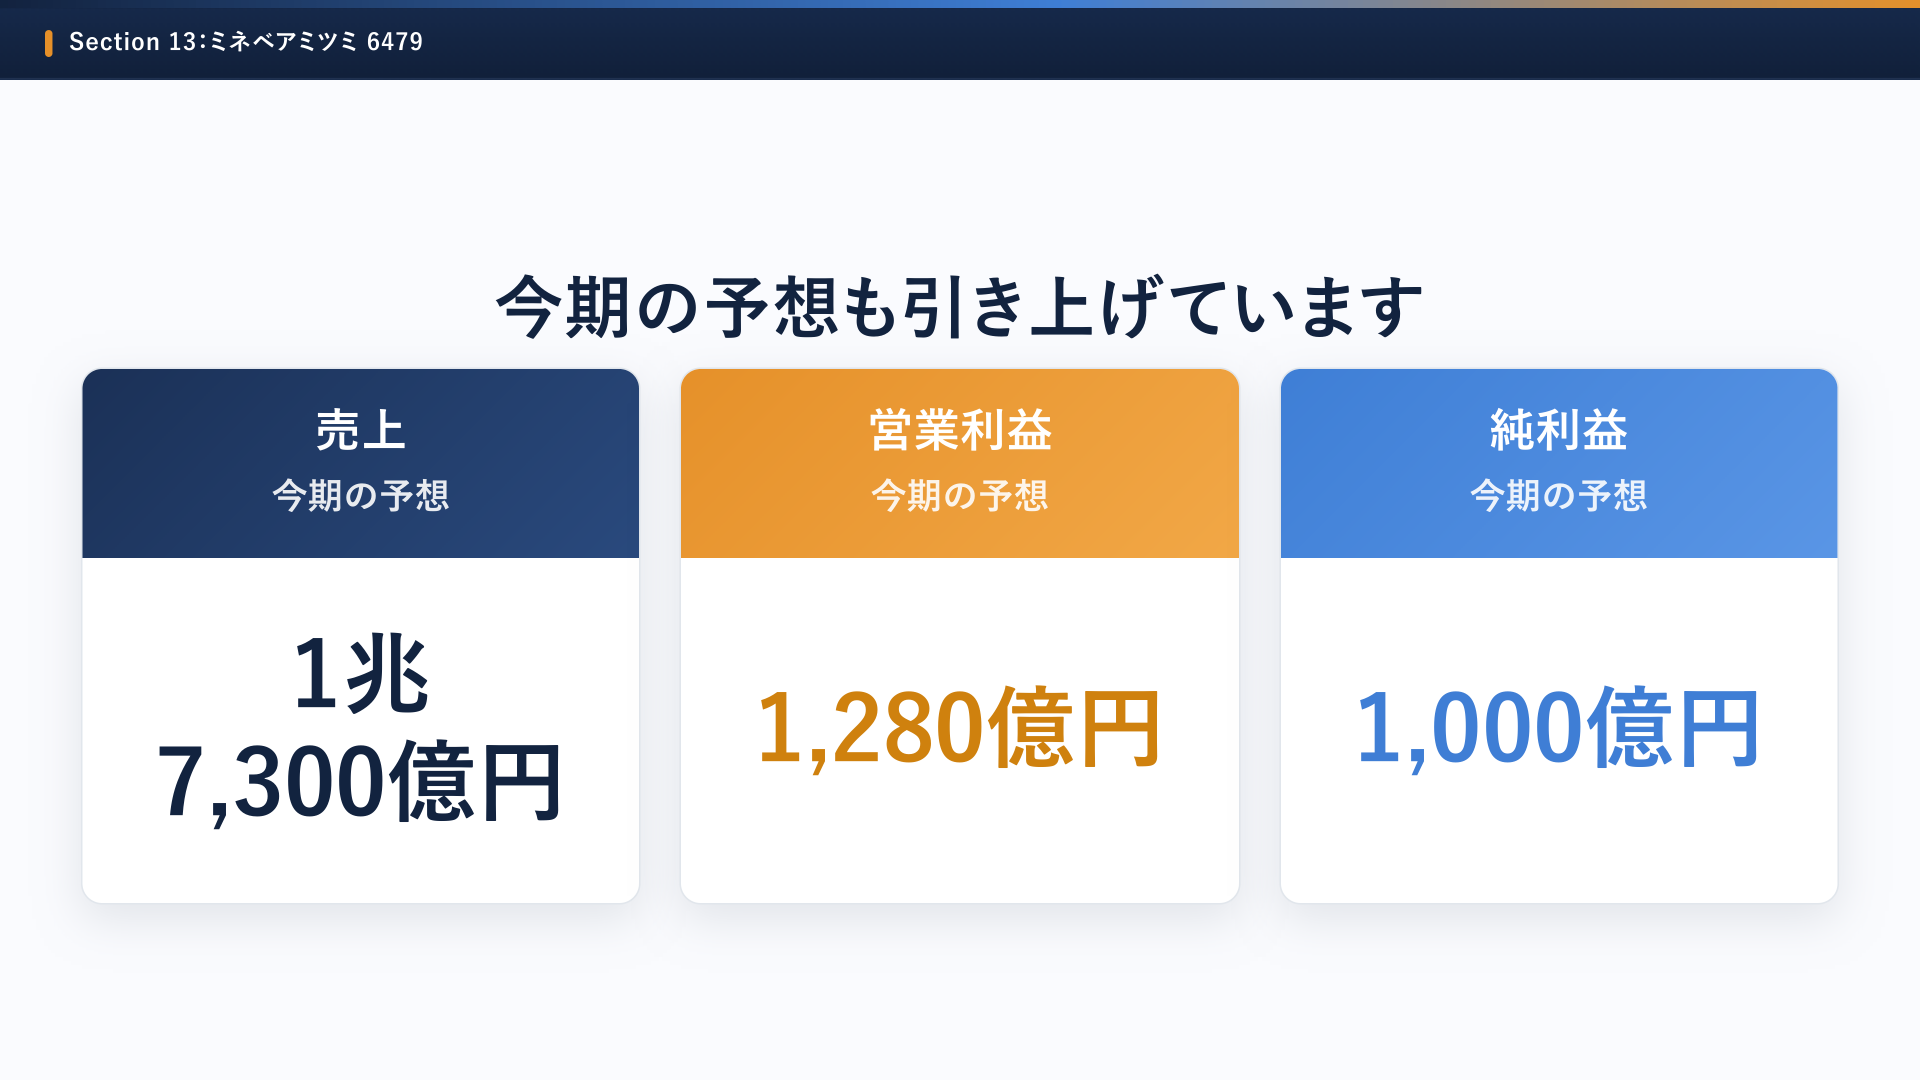 Section 13：ミネベアミツミ 6479
今期の予想も引き上げています
売上
今期の予想
1兆
7,300億円
営業利益
今期の予想
1,280億円
純利益
今期の予想
1,000億円